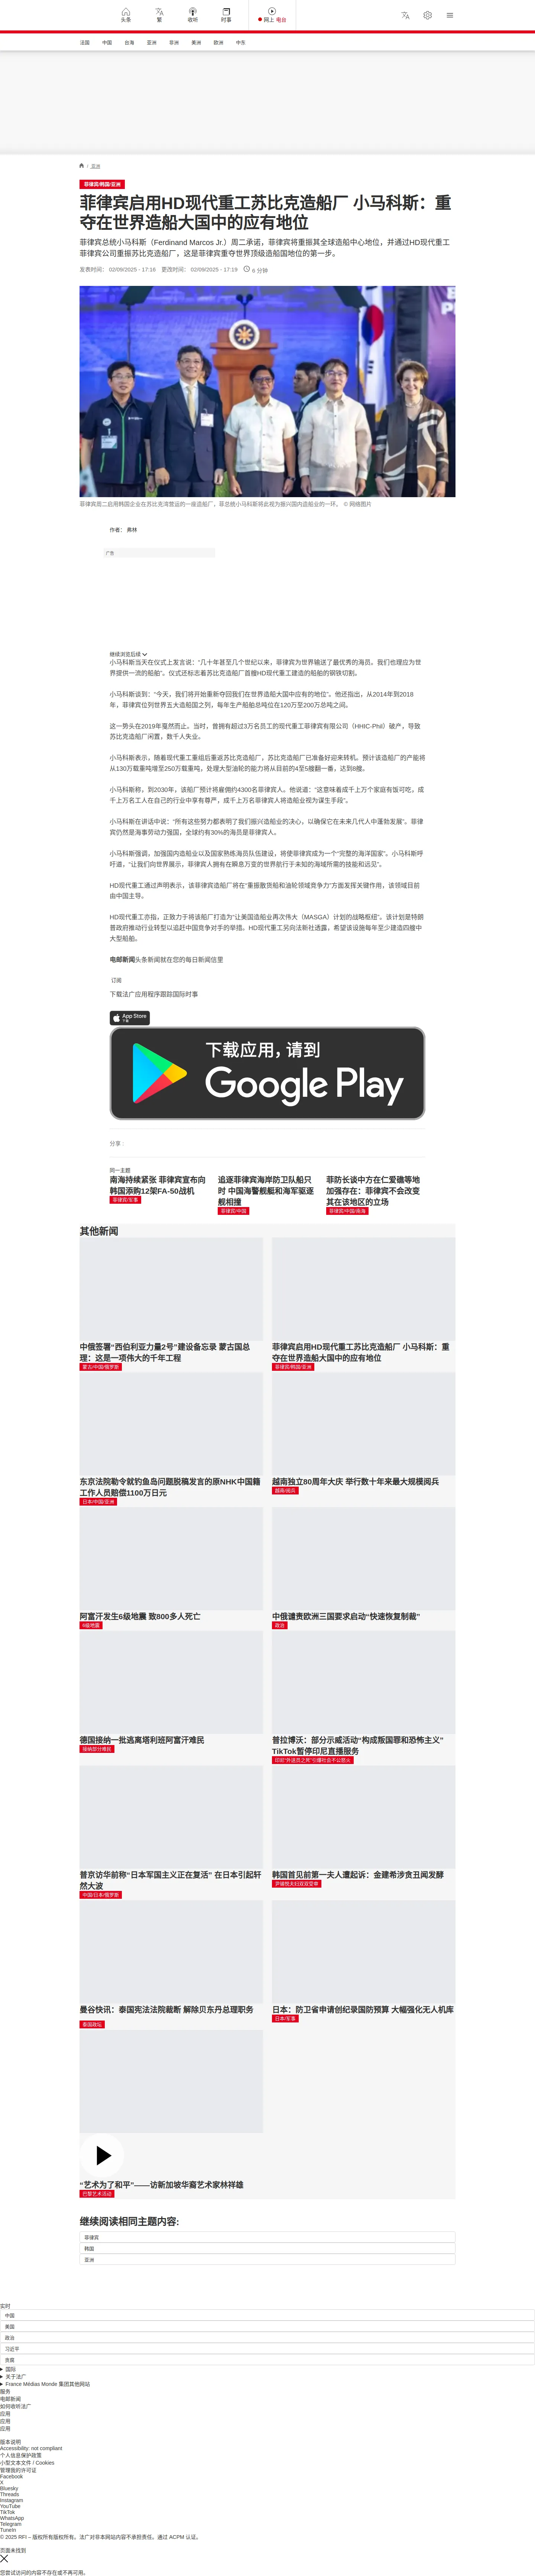 头条
繁
收听
时事
网上 电台
法国
中国
台海
亚洲
非洲
美洲
欧洲
中东
/ 亚洲
菲律宾/韩国/亚洲
菲律宾启用HD现代重工苏比克造船厂 小马科斯：重夺在世界造船大国中的应有地位
菲律宾总统小马科斯（Ferdinand Marcos Jr.）周二承诺，菲律宾将重振其全球造船中心地位，并通过HD现代重工菲律宾公司重振苏比克造船厂，这是菲律宾重夺世界顶级造船国地位的第一步。
发表时间： 02/09/2025 - 17:16 更改时间： 02/09/2025 - 17:19 6 分钟
菲律宾周二启用韩国企业在苏比克湾营运的一座造船厂，菲总统小马科斯将此视为振兴国内造船业的一环。 © 网络图片
作者： 弗林
广告
继续浏览后续
小马科斯当天在仪式上发言说：“几十年甚至几个世纪以来，菲律宾为世界输送了最优秀的海员。我们也理应为世界提供一流的船舶”。仪式还标志着苏比克造船厂首艘HD现代重工建造的船舶的钢铁切割。
小马科斯谈到：“今天，我们将开始重新夺回我们在世界造船大国中应有的地位”。他还指出，从2014年到2018年，菲律宾位列世界五大造船国之列，每年生产船舶总吨位在120万至200万总吨之间。
这一势头在2019年戛然而止。当时，曾拥有超过3万名员工的现代重工菲律宾有限公司（HHIC-Phil）破产，导致苏比克造船厂闲置，数千人失业。
小马科斯表示，随着现代重工重组后重返苏比克造船厂，苏比克造船厂已准备好迎来转机。预计该造船厂的产能将从130万载重吨增至250万载重吨，处理大型油轮的能力将从目前的4至5艘翻一番，达到8艘。
小马科斯称，到2030年，该船厂预计将雇佣约4300名菲律宾人。他说道：“这意味着成千上万个家庭有饭可吃，成千上万名工人在自己的行业中享有尊严，成千上万名菲律宾人将造船业视为谋生手段”。
小马科斯在讲话中说：“所有这些努力都表明了我们振兴造船业的决心，以确保它在未来几代人中蓬勃发展”。菲律宾仍然是海事劳动力强国，全球约有30%的海员是菲律宾人。
小马科斯强调，加强国内造船业以及国家熟练海员队伍建设，将使菲律宾成为一个“完整的海洋国家”。小马科斯呼吁道，“让我们向世界展示，菲律宾人拥有在瞬息万变的世界航行于未知的海域所需的技能和远见”。
HD现代重工通过声明表示，该菲律宾造船厂将在“重振散货船和油轮领域竞争力”方面发挥关键作用，该领域目前由中国主导。
HD现代重工亦指，正致力于将该船厂打造为“让美国造船业再次伟大（MASGA）计划的战略枢纽”。该计划是特朗普政府推动行业转型以追赶中国竞争对手的举措。HD现代重工另向法新社透露，希望该设施每年至少建造四艘中大型船舶。
电邮新闻头条新闻就在您的每日新闻信里
订阅
下载法广应用程序跟踪国际时事
App Store
下载
下载应用，请到
Google Play
分享 :
同一主题
南海持续紧张 菲律宾宣布向韩国添购12架FA-50战机
菲律宾/军事
追逐菲律宾海岸防卫队船只时 中国海警舰艇和海军驱逐舰相撞
菲律宾/中国
菲防长谈中方在仁爱礁等地加强存在：菲律宾不会改变其在该地区的立场
菲律宾/中国/南海
其他新闻
中俄签署“西伯利亚力量2号”建设备忘录 蒙古国总理：这是一项伟大的千年工程
蒙古/中国/俄罗斯
菲律宾启用HD现代重工苏比克造船厂 小马科斯：重夺在世界造船大国中的应有地位
菲律宾/韩国/亚洲
东京法院勒令就钓鱼岛问题脱稿发言的原NHK中国籍工作人员赔偿1100万日元
日本/中国/亚洲
越南独立80周年大庆 举行数十年来最大规模阅兵
越南/阅兵
阿富汗发生6级地震 致800多人死亡
6级地震
中俄谴责欧洲三国要求启动“快速恢复制裁”
政治
德国接纳一批逃离塔利班阿富汗难民
接纳部分难民
普拉博沃：部分示威活动“构成叛国罪和恐怖主义” TikTok暂停印尼直播服务
印尼“外送员之死”引爆社会不公怒火
普京访华前称“日本军国主义正在复活” 在日本引起轩然大波
中国/日本/俄罗斯
韩国首见前第一夫人遭起诉：金建希涉贪丑闻发酵
尹锡悦夫妇双双受审
曼谷快讯：泰国宪法法院裁断 解除贝东丹总理职务
泰国政坛
日本：防卫省申请创纪录国防预算 大幅强化无人机库
日本/军事
“艺术为了和平”——访新加坡华裔艺术家林祥雄
巴黎艺术活动
继续阅读相同主题内容:
菲律宾
韩国
亚洲
实时
中国
美国
政治
习近平
贪腐
国际
关于法广
France Médias Monde 集团其他网站
服务
电邮新闻
如何收听法广
应用
应用
应用
版本说明
Accessibility: not compliant
个人信息保护政策
小型文本文件 / Cookies
管理我的许可证
Facebook
X
Bluesky
Threads
Instagram
YouTube
TikTok
WhatsApp
Telegram
TuneIn
© 2025 RFI – 版权所有版权所有。法广对非本网站内容不承担责任。通过 ACPM 认证。
页面未找到
您尝试访问的内容不存在或不再可用。